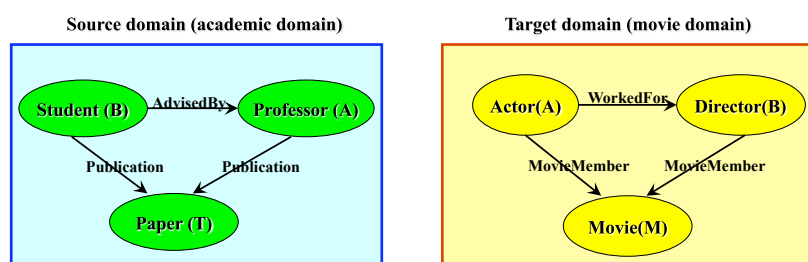 Source domain (academic domain)
Target domain (movie domain)
Student (B)
AdvisedBy
Professor (A)
Publication
Publication
Paper (T)
Actor(A)
WorkedFor
Director(B)
MovieMember
MovieMember
Movie(M)